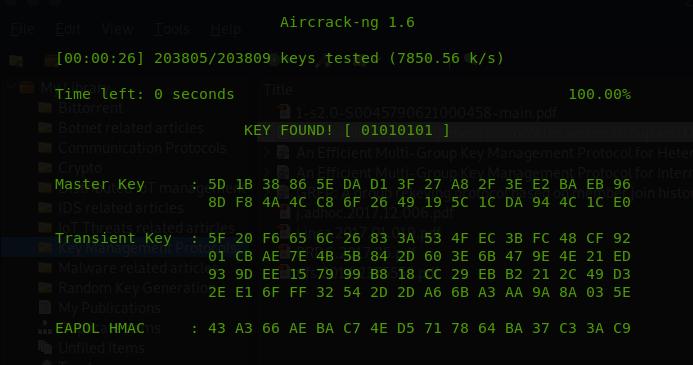 Aircrack-ng 1.6
File Edit View Tools Help
[00:00:26] 203805/203809 keys tested (7850.56 k/s)
Time left: 0 seconds 100.00%
Title
Bittorrent
1-s2.0-S0045790621000458-main.pdf
Botnet related articles
KEY FOUND! [ 01010101 ]
Communication Protocols
An Efficient Multi-Group Key Management Protocol for Heter
Crypto
An Efficient Multi-Group Key Management Protocol for Inter
Master Key : 5D 1B 38 86 5E DA D1 3F 27 A8 2F 3E E2 BA EB 96
8D F8 4A 4C C8 6F 26 49 19 5C 1C DA 94 4C 1C E0
IDS related articles
j.adhoc.2017.12.006.pdf
IoT Threats related articles
Transient Key : 5F 20 F6 65 6C 26 83 3A 53 4F EC 3B FC 48 CF 92
01 CB AE 7E 4B 5B 84 2D 60 3E 6B 47 9E 4E 21 ED
Key Management Protocols
93 9D EE 15 79 99 B8 18 CC 29 EB B2 21 2C 49 D3
Malware related articles
2E E1 6F FF 32 54 2D 2D A6 6B A3 AA 9A 8A 03 5E
Random Key Generation
My Publications
EAPOL HMAC : 43 A3 66 AE BA C7 4E D5 71 78 64 BA 37 C3 3A C9
Unfiled Items